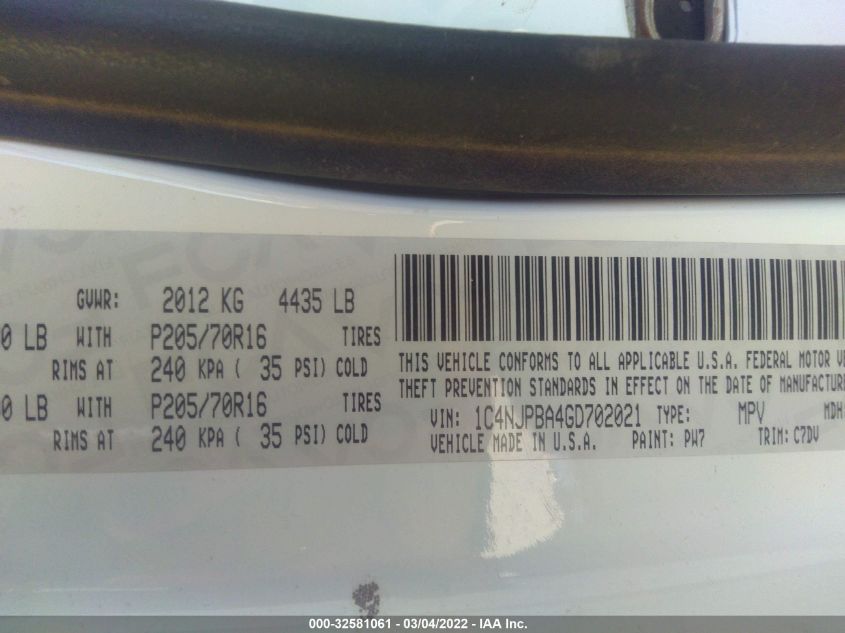 GVWR: 2012 KG 4435 LB
0 LB WITH P205/70R16 TIRES
RIMS AT 240 KPA ( 35 PSI) COLD
0 LB WITH P205/70R16 TIRES
RIMS AT 240 KPA ( 35 PSI) COLD
THIS VEHICLE CONFORMS TO ALL APPLICABLE U.S.A. FEDERAL MOTOR VE
THEFT PREVENTION STANDARDS IN EFFECT ON THE DATE OF MANUFACTURE
VIN: 1C4NJPBA4GD702021 TYPE: MPV MDH:
VEHICLE MADE IN U.S.A. PAINT: PW7 TRIM: C7DV
000-32581061 - 03/04/2022 - IAA Inc.